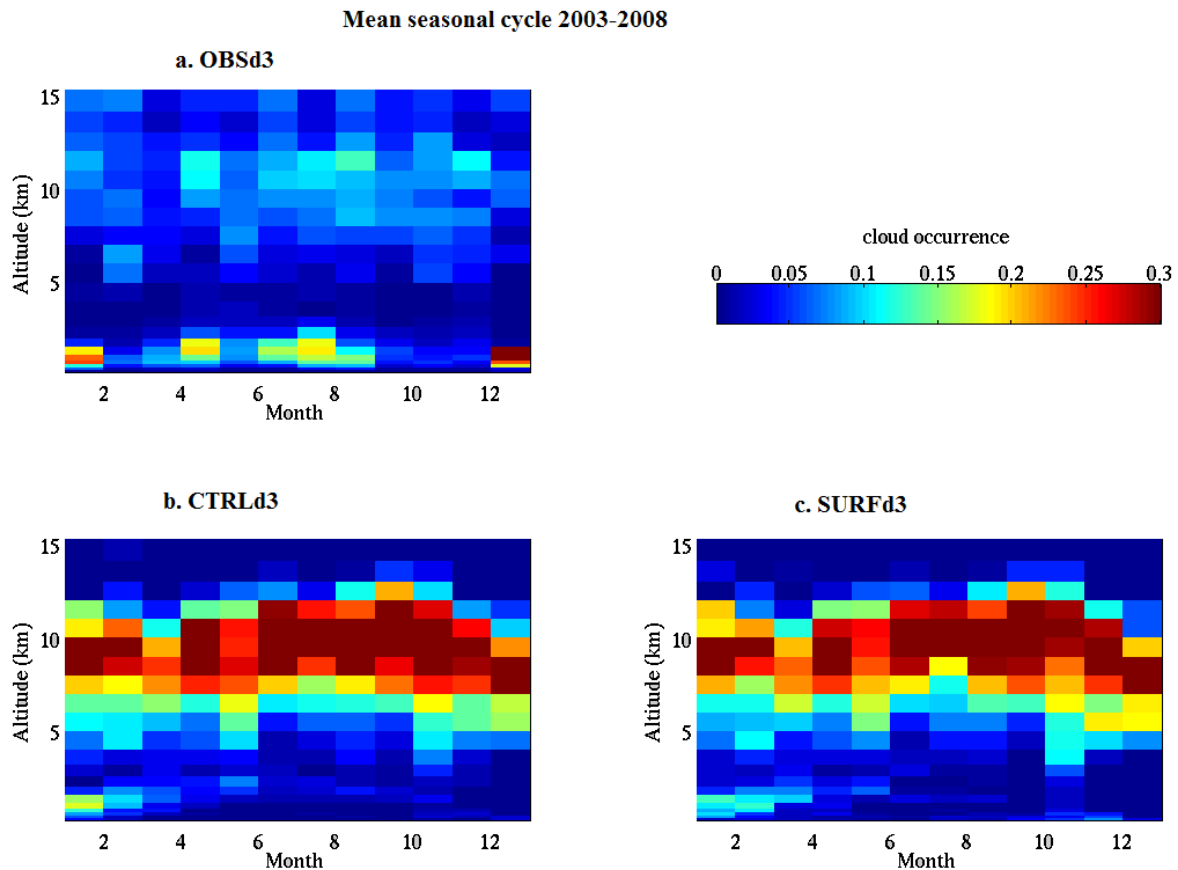 Mean seasonal cycle 2003-2008
a. OBSd3
15
10
5
Altitude (km)
2 4 6 8 10 12
Month
cloud occurrence
0 0.05 0.1 0.15 0.2 0.25 0.3
b. CTRLd3
15
10
5
Altitude (km)
2 4 6 8 10 12
Month
c. SURFd3
15
10
5
Altitude (km)
2 4 6 8 10 12
Month